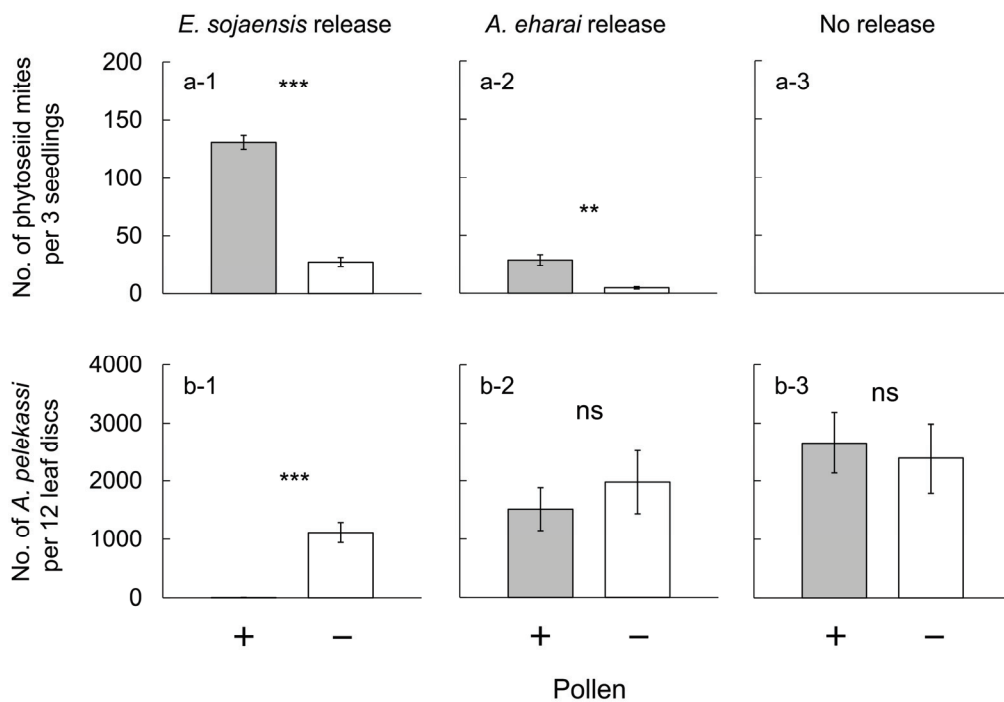 E. sojaensis release
A. eharai release
No release
No. of phytoseiid mites
per 3 seedlings
200
150
100
50
0
a-1
***
a-2
**
a-3
No. of A. pelekassi
per 12 leaf discs
4000
3000
2000
1000
0
b-1
***
b-2
ns
b-3
ns
+ − + − + −
Pollen